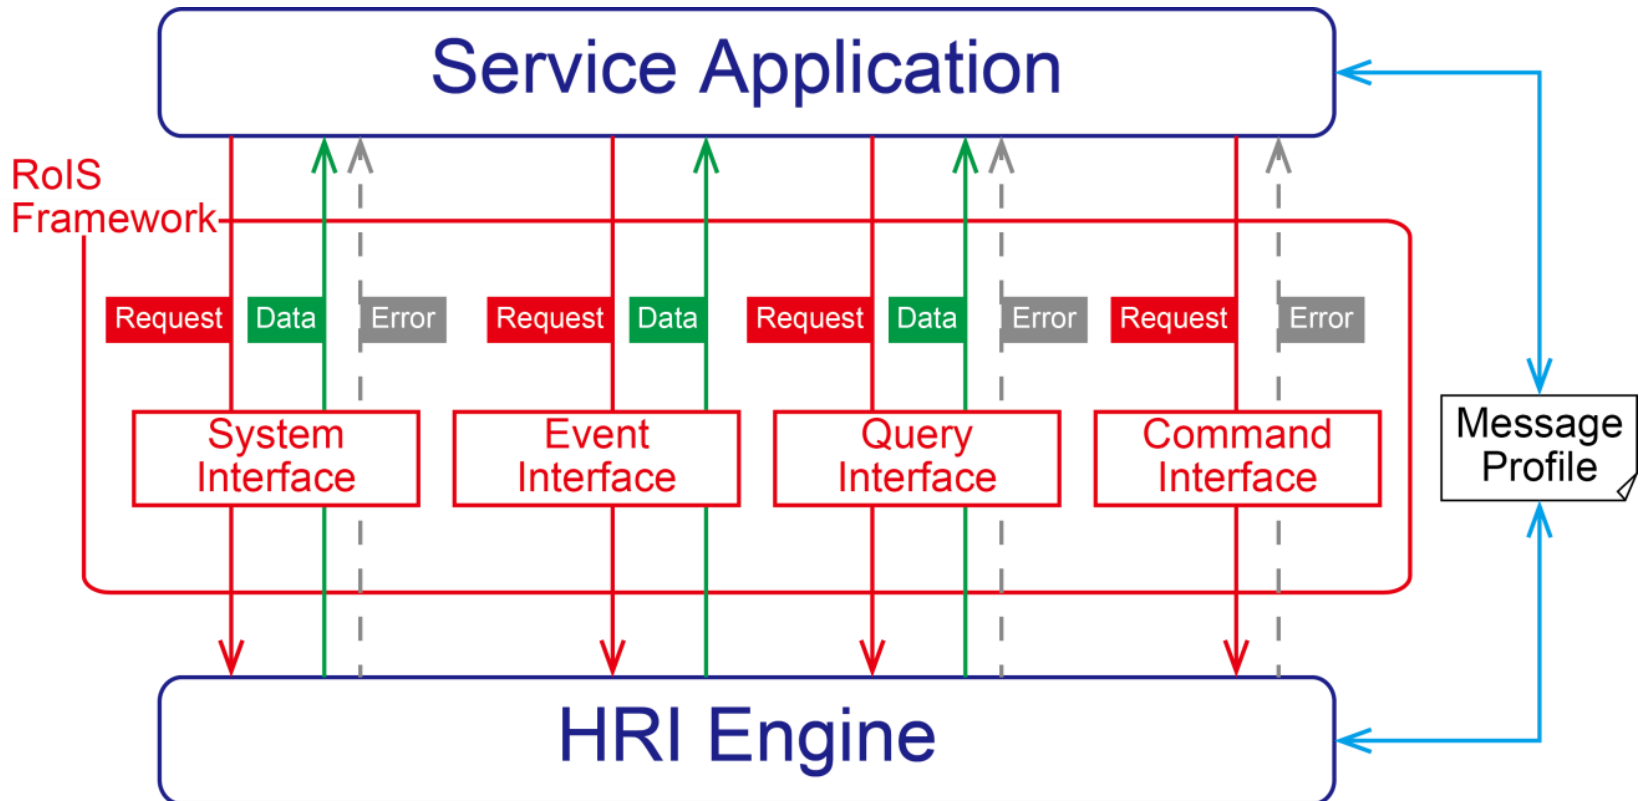 Service Application
RoIS
Framework
Request Data Error Request Data Request Data Error Request Error
System
Interface
Event
Interface
Query
Interface
Command
Interface
Message
Profile
HRI Engine